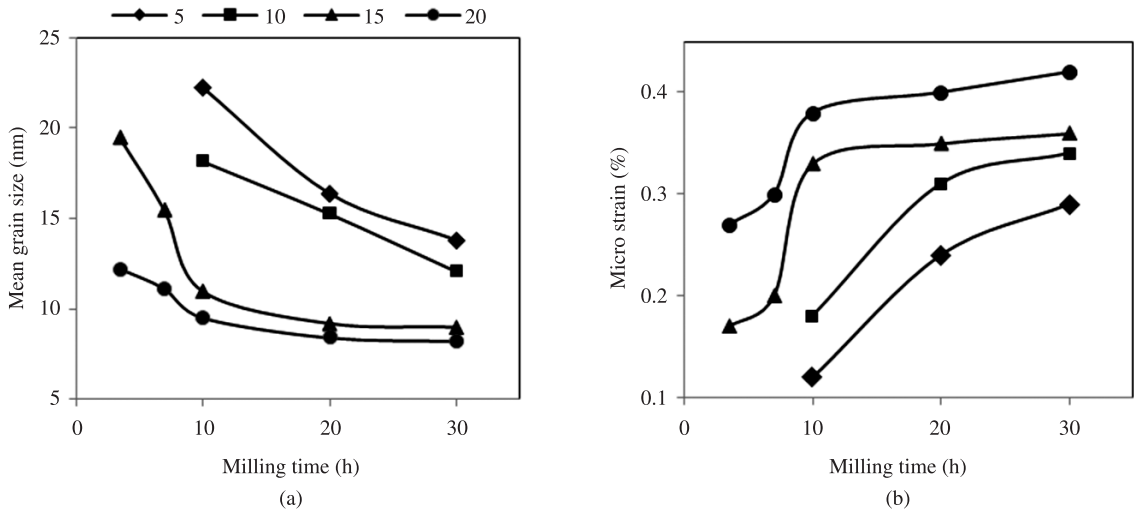 5 10 15 20
25
20
15
10
5
0 10 20 30
Mean grain size (nm)
Milling time (h)
(a)
0.4
0.3
0.2
0.1
0 10 20 30
Micro strain (%)
Milling time (h)
(b)